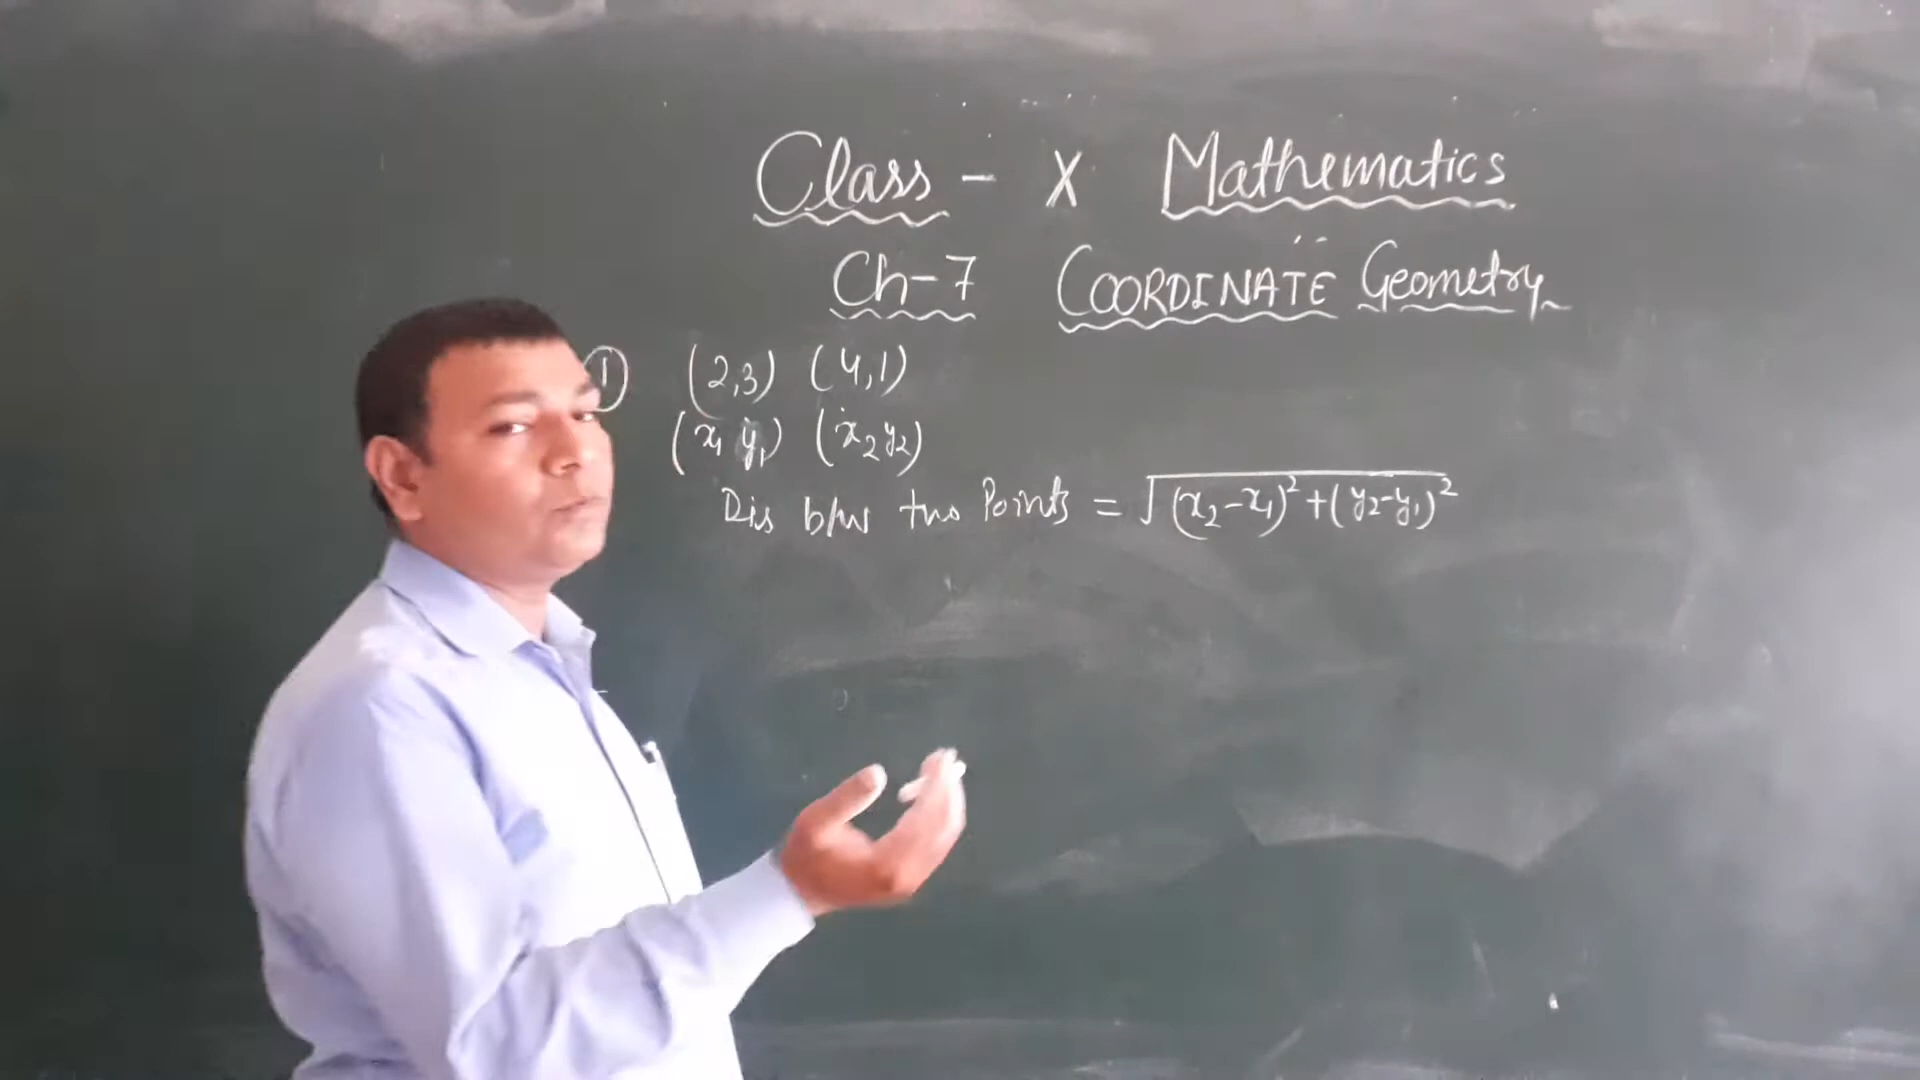 Class - X Mathematics
Ch-7 COORDINATE Geometry
① (2,3) (4,1)
(x₁ y₁) (x₂ y₂)
Dis b/w two Points = √(x₂-x₁)²+(y₂-y₁)²